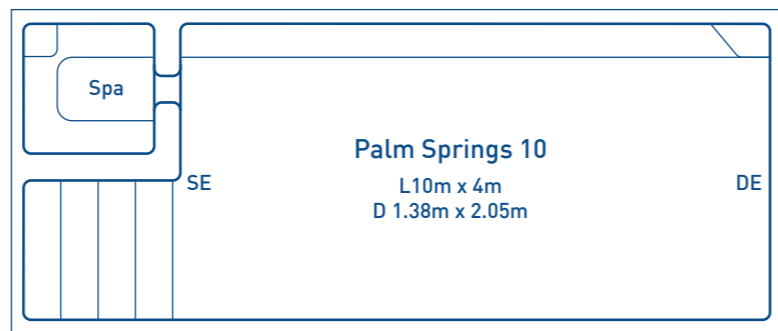 Spa
Palm Springs 10
SE
DE
L10m x 4m
D 1.38m x 2.05m